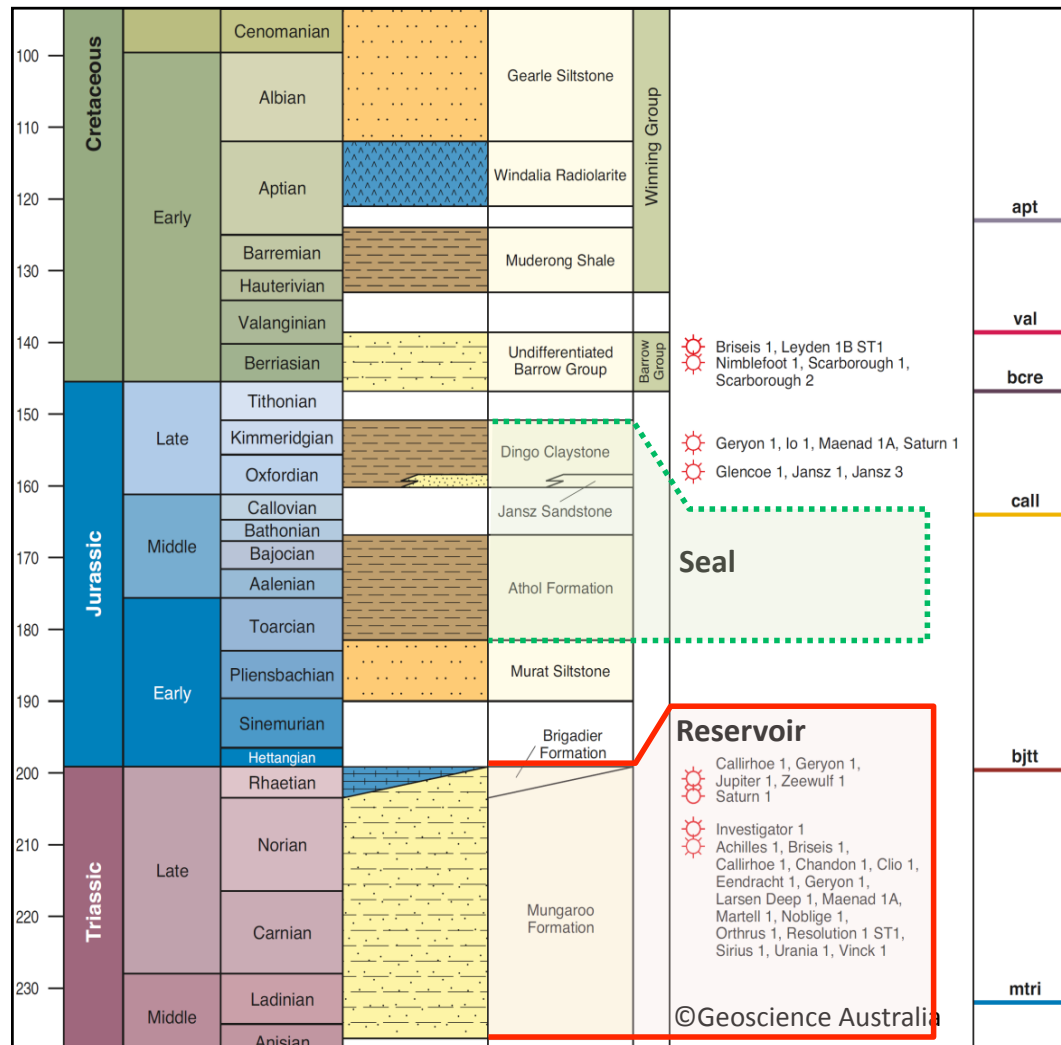 100
110
120
130
140
150
160
170
180
190
200
210
220
230
Cretaceous
Jurassic
Triassic
Early
Late
Middle
Early
Late
Middle
Cenomanian
Albian
Aptian
Barremian
Hauterivian
Valanginian
Berriasian
Tithonian
Kimmeridgian
Oxfordian
Callovian
Bathonian
Bajocian
Aalenian
Toarcian
Pliensbachian
Sinemurian
Hettangian
Rhaetian
Norian
Carnian
Ladinian
Anisian
Gearle Siltstone
Windalia Radiolarite
Muderong Shale
Undifferentiated
Barrow Group
Dingo Claystone
Jansz Sandstone
Athol Formation
Murat Siltstone
Brigadier
Formation
Mungaroo
Formation
Winning Group
Barrow
Group
Briseis 1, Leyden 1B ST1
Nimblefoot 1, Scarborough 1,
Scarborough 2
Geryon 1, Io 1, Maenad 1A, Saturn 1
Glencoe 1, Jansz 1, Jansz 3
Seal
Reservoir
Callirhoe 1, Geryon 1,
Jupiter 1, Zeewulf 1
Saturn 1
Investigator 1
Achilles 1, Briseis 1,
Callirhoe 1, Chandon 1, Clio 1,
Eendracht 1, Geryon 1,
Larsen Deep 1, Maenad 1A,
Martell 1, Noblige 1,
Orthrus 1, Resolution 1 ST1,
Sirius 1, Urania 1, Vinck 1
©Geoscience Australia
apt
val
bcre
call
bjtt
mtri